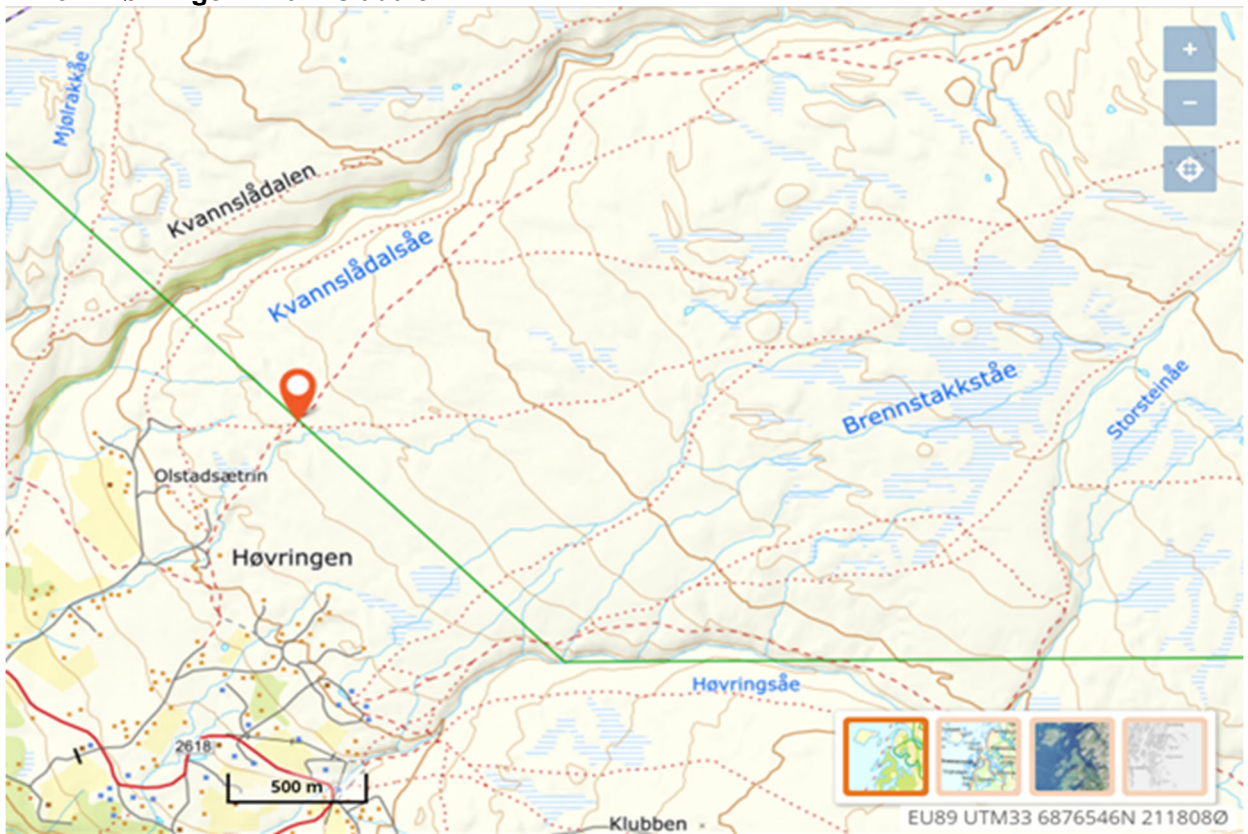 Mjølrakkåe
Kvannslådalen
Kvannslådalsåe
Brennstakkståe
Storsteinåe
Olstadsætrin
Høvringen
Høvringsåe
2618
500 m
Klubben
EU89 UTM33 6876546N 211808Ø